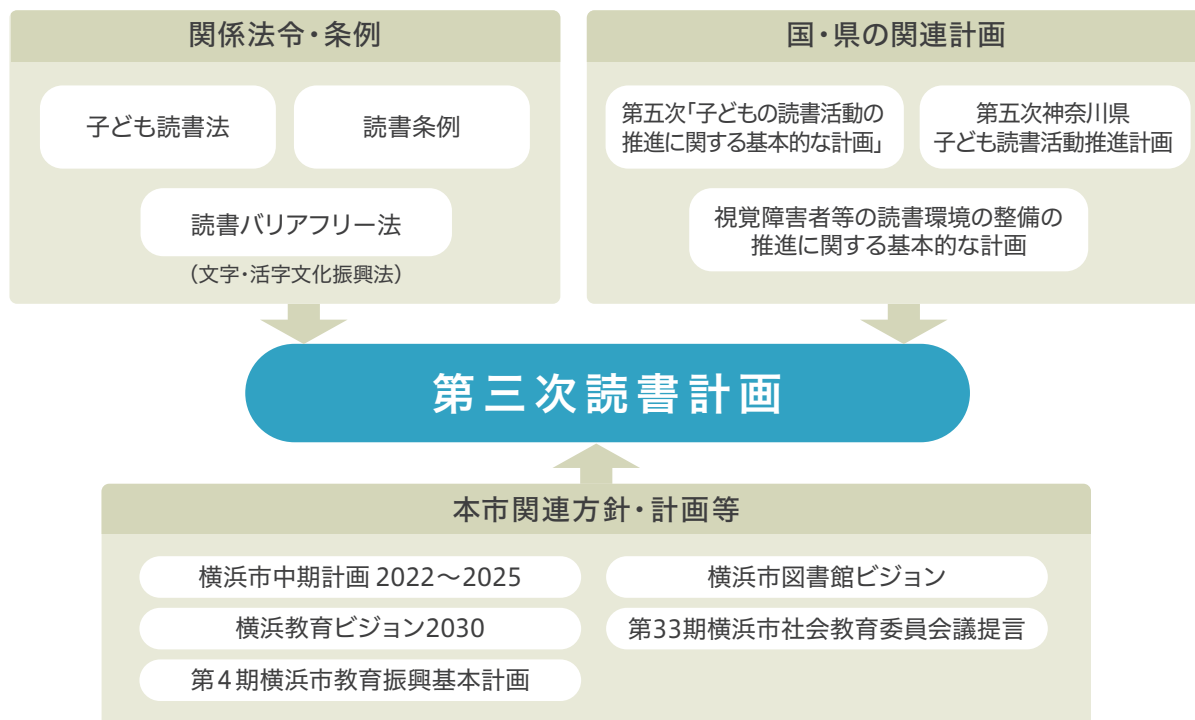 関係法令・条例
子ども読書法
読書条例
読書バリアフリー法
（文字・活字文化振興法）
国・県の関連計画
第五次「子どもの読書活動の
推進に関する基本的な計画」
第五次神奈川県
子ども読書活動推進計画
視覚障害者等の読書環境の整備の
推進に関する基本的な計画
第三次読書計画
本市関連方針・計画等
横浜市中期計画 2022～2025
横浜市図書館ビジョン
横浜教育ビジョン2030
第33期横浜市社会教育委員会議提言
第4期横浜市教育振興基本計画